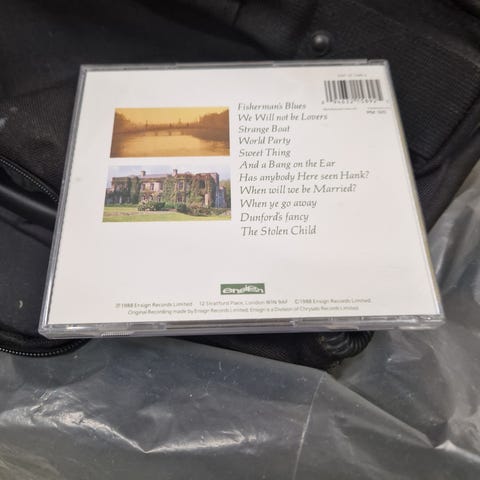 Fisherman's Blues
We Will not be Lovers
Strange Boat
World Party
Sweet Thing
And a Bang on the Ear
Has anybody Here seen Hank?
When will we be Married?
When ye go away
Dunford's fancy
The Stolen Child
ensign
℗1988 Ensign Records Limited 12 Stratford Place, London W1N 9AF ©1988 Ensign Records Limited
Original Recording made by Ensign Records Limited. Ensign is a Division of Chrysalis Records Limited.